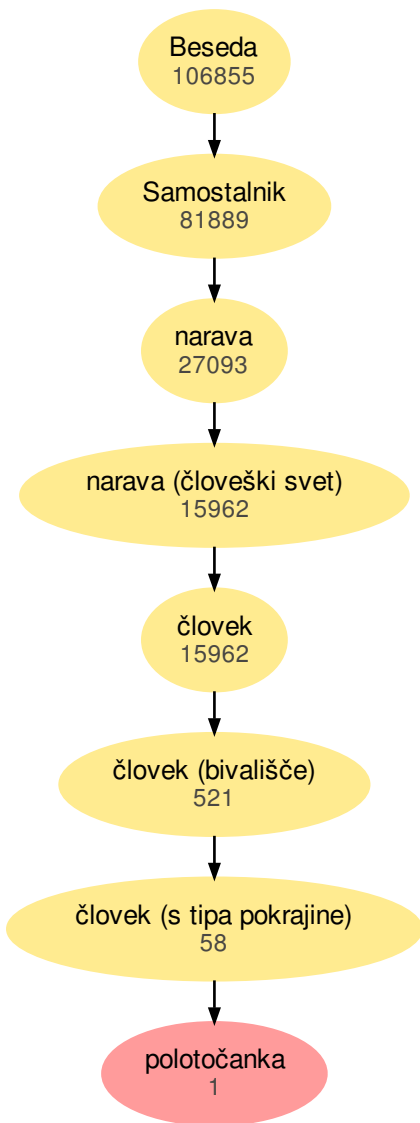 Beseda
106855
Samostalnik
81889
narava
27093
narava (človeški svet)
15962
človek
15962
človek (bivališče)
521
človek (s tipa pokrajine)
58
polotočanka
1